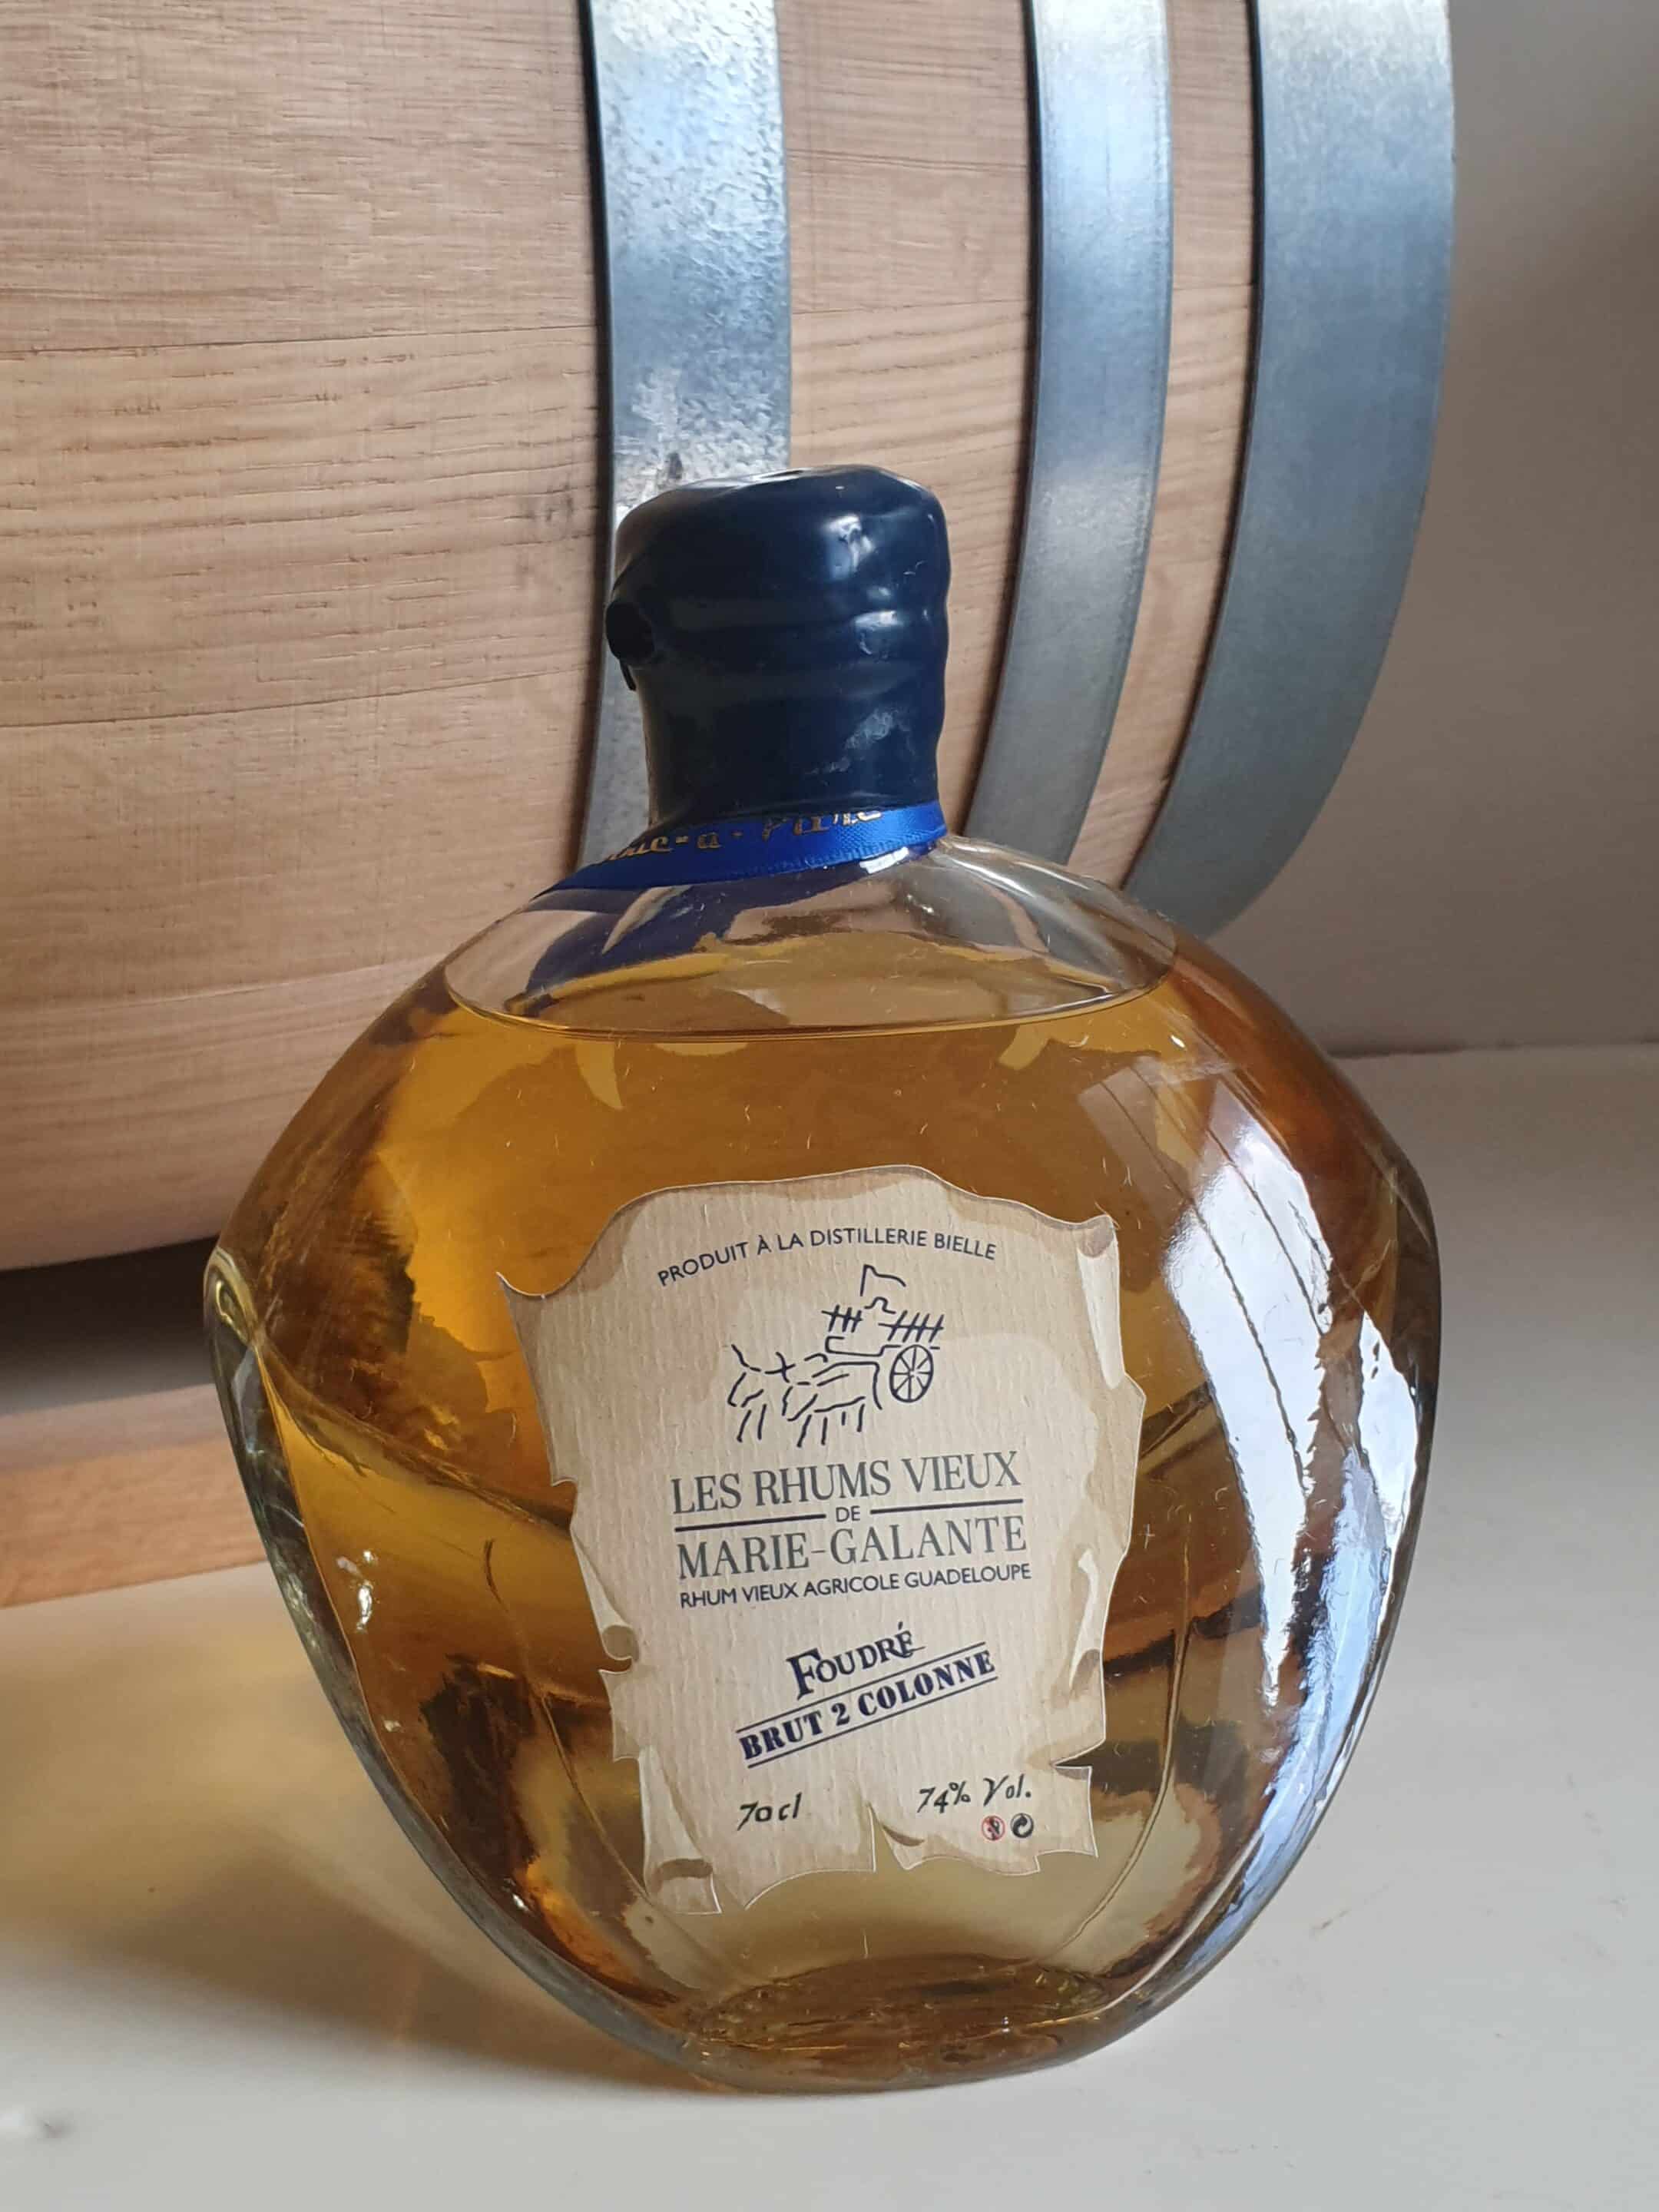 PRODUIT À LA DISTILLERIE BIELLE
LES RHUMS VIEUX
DE
MARIE-GALANTE
RHUM VIEUX AGRICOLE GUADELOUPE
FOUDRÉ
BRUT 2 COLONNE
70cl 74% Vol.